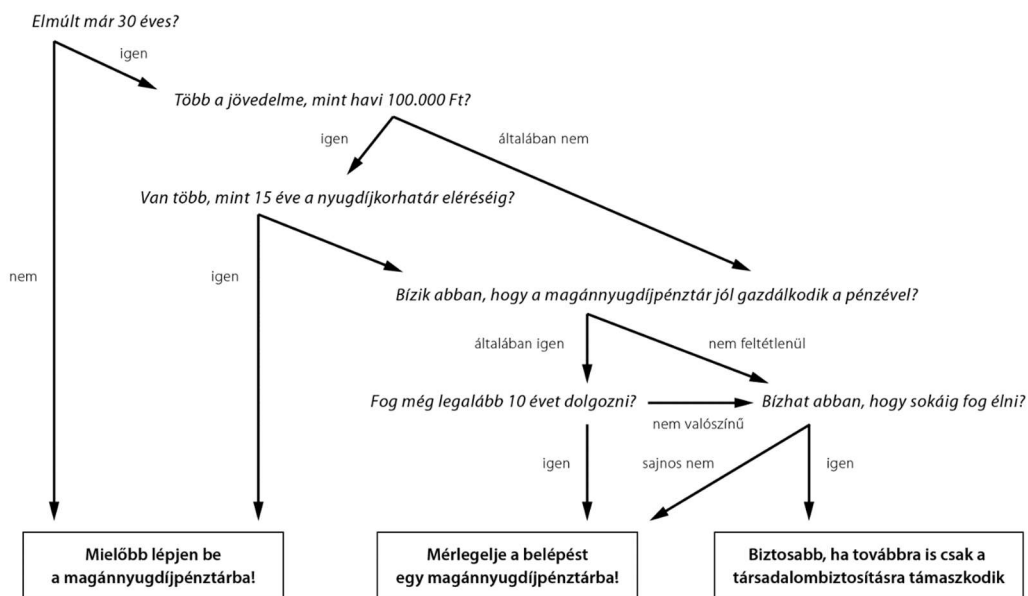 Elmúlt már 30 éves?
igen
Több a jövedelme, mint havi 100.000 Ft?
igen
általában nem
Van több, mint 15 éve a nyugdíjkorhatár eléréséig?
nem
igen
Bízik abban, hogy a magánnyugdíjpénztár jól gazdálkodik a pénzével?
általában igen
nem feltétlenül
Fog még legalább 10 évet dolgozni?
nem valószínű
Bízhat abban, hogy sokáig fog élni?
igen
sajnos nem
igen
Mielőbb lépjen be
a magánnyugdíjpénztárba!
Mérlegelje a belépést
egy magánnyugdíjpénztárba!
Biztosabb, ha továbbra is csak a
társadalombiztosításra támaszkodik